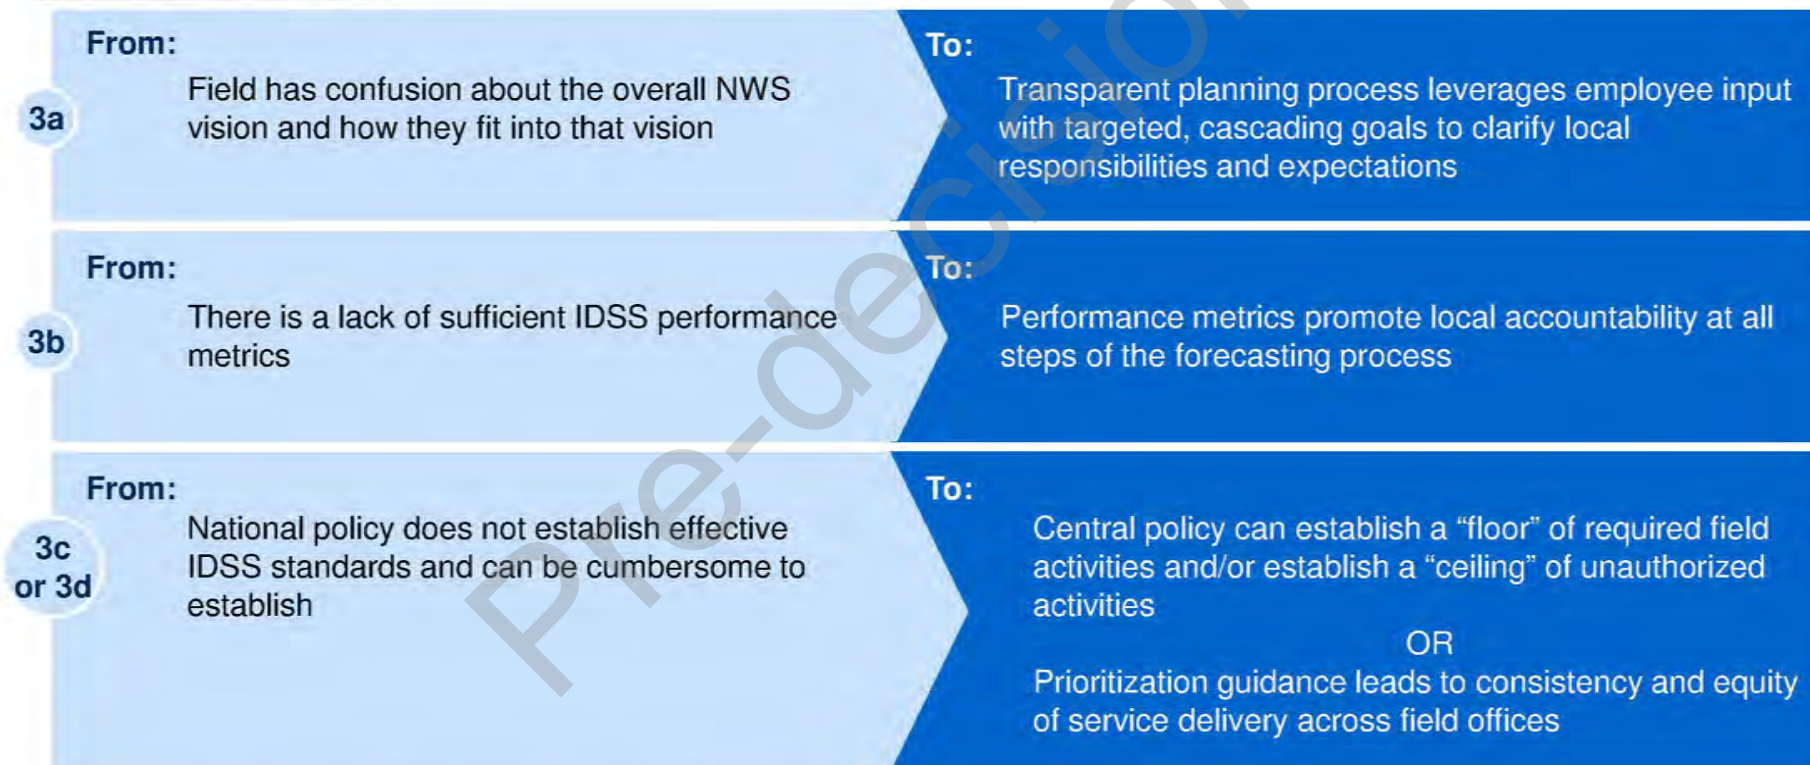 From:
To:
3a
Field has confusion about the overall NWS
vision and how they fit into that vision
Transparent planning process leverages employee input
with targeted, cascading goals to clarify local
responsibilities and expectations
From:
To:
3b
There is a lack of sufficient IDSS performance
metrics
Performance metrics promote local accountability at all
steps of the forecasting process
From:
To:
3c
or 3d
National policy does not establish effective
IDSS standards and can be cumbersome to
establish
Central policy can establish a “floor” of required field
activities and/or establish a “ceiling” of unauthorized
activities
OR
Prioritization guidance leads to consistency and equity
of service delivery across field offices
Pre-decision